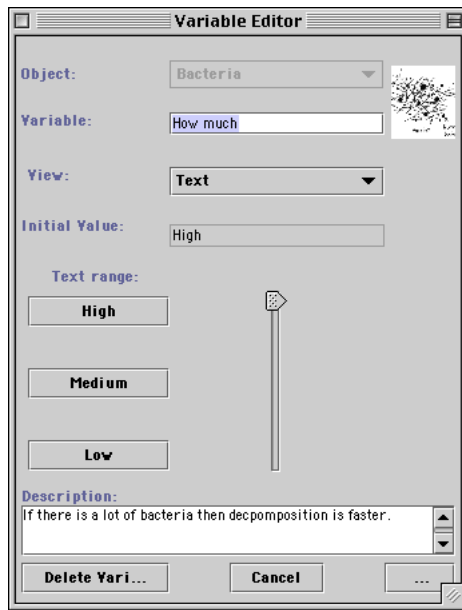 Variable Editor
Object: Bacteria
Variable: How much
View: Text
Initial Value: High
Text range:
High
Medium
Low
Description:
If there is a lot of bacteria then decpomposition is faster.
Delete Vari... Cancel ...